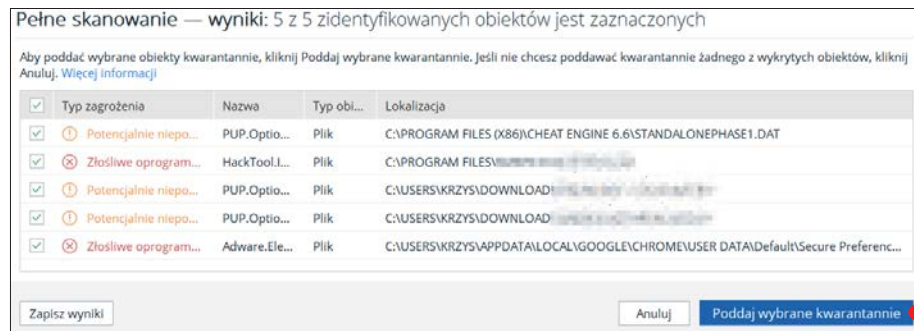 Pełne skanowanie — wyniki: 5 z 5 zidentyfikowanych obiektów jest zaznaczonych
Aby poddać wybrane obiekty kwarantannie, kliknij Poddaj wybrane kwarantannie. Jeśli nie chcesz poddawać kwarantannie żadnego z wykrytych obiektów, kliknij
Anuluj. Więcej informacji
Typ zagrożenia Nazwa Typ obi... Lokalizacja
Potencjalnie niepo... PUP.Optio... Plik C:\PROGRAM FILES (X86)\CHEAT ENGINE 6.6\STANDALONEPHASE1.DAT
Złośliwe oprogram... HackTool.I... Plik C:\PROGRAM FILES\
Potencjalnie niepo... PUP.Optio... Plik C:\USERS\KRZYS\DOWNLOAD
Potencjalnie niepo... PUP.Optio... Plik C:\USERS\KRZYS\DOWNLOAD
Złośliwe oprogram... Adware.Ele... Plik C:\USERS\KRZYS\APPDATA\LOCAL\GOOGLE\CHROME\USER DATA\Default\Secure Preferenc...
Zapisz wyniki Anuluj Poddaj wybrane kwarantannie